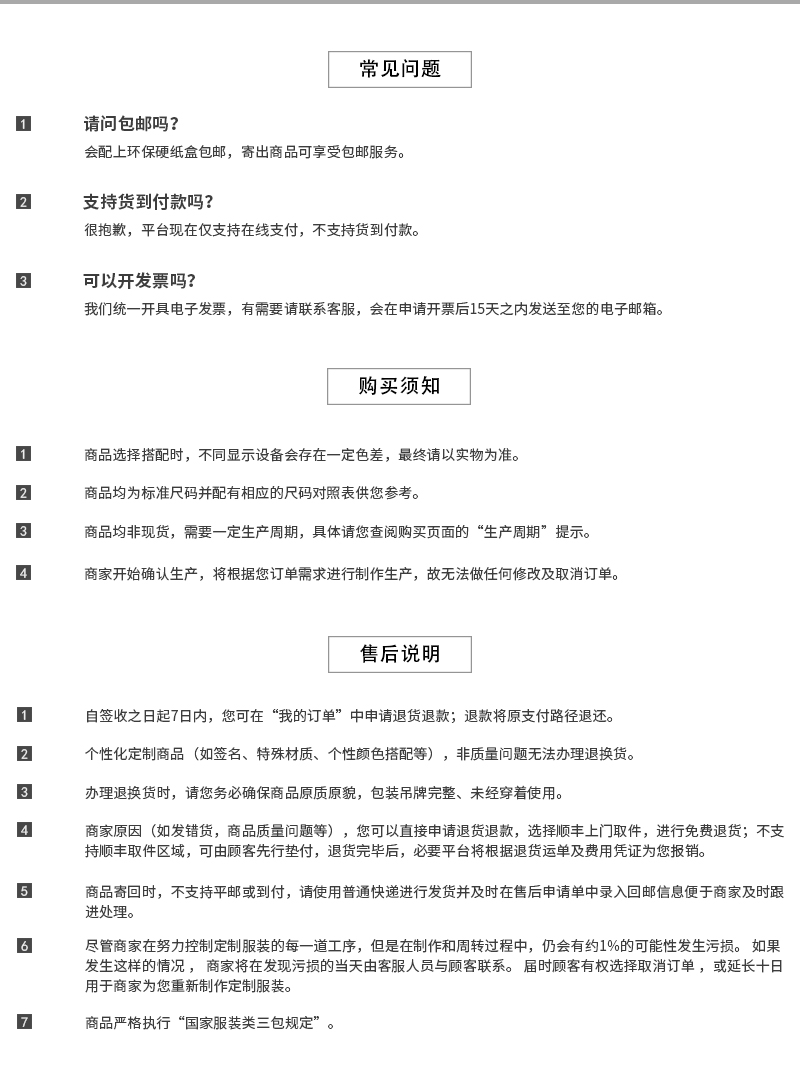 常见问题
1 请问包邮吗？
会配上环保硬纸盒包邮，寄出商品可享受包邮服务。
2 支持货到付款吗？
很抱歉，平台现在仅支持在线支付，不支持货到付款。
3 可以开发票吗？
我们统一开具电子发票，有需要请联系客服，会在申请开票后15天之内发送至您的电子邮箱。
购买须知
1 商品选择搭配时，不同显示设备会存在一定色差，最终请以实物为准。
2 商品均为标准尺码并配有相应的尺码对照表供您参考。
3 商品均非现货，需要一定生产周期，具体请您查阅购买页面的“生产周期”提示。
4 商家开始确认生产，将根据您订单需求进行制作生产，故无法做任何修改及取消订单。
售后说明
1 自签收之日起7日内，您可在“我的订单”中申请退货退款；退款将原支付路径退还。
2 个性化定制商品（如签名、特殊材质、个性颜色搭配等），非质量问题无法办理退换货。
3 办理退换货时，请您务必确保商品原质原貌，包装吊牌完整、未经穿着使用。
4 商家原因（如发错货，商品质量问题等），您可以直接申请退货退款，选择顺丰上门取件，进行免费退货；不支
持顺丰取件区域，可由顾客先行垫付，退货完毕后，必要平台将根据退货运单及费用凭证为您报销。
5 商品寄回时，不支持平邮或到付，请使用普通快递进行发货并及时在售后申请单中录入回邮信息便于商家及时跟
进处理。
6 尽管商家在努力控制定制服装的每一道工序，但是在制作和周转过程中，仍会有约1%的可能性发生污损。 如果
发生这样的情况 ， 商家将在发现污损的当天由客服人员与顾客联系。 届时顾客有权选择取消订单 ，或延长十日
用于商家为您重新制作定制服装。
7 商品严格执行“国家服装类三包规定”。